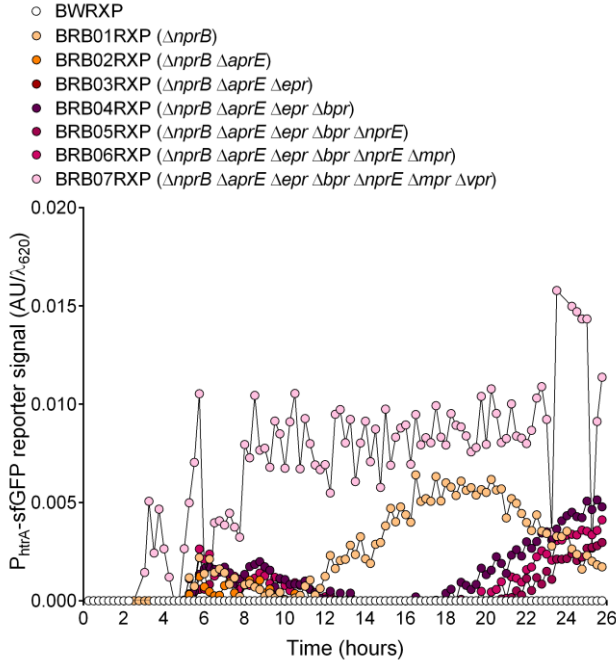 BWRXP
BRB01RXP (ΔnprB)
BRB02RXP (ΔnprB ΔaprE)
BRB03RXP (ΔnprB ΔaprE Δepr)
BRB04RXP (ΔnprB ΔaprE Δepr Δbpr)
BRB05RXP (ΔnprB ΔaprE Δepr Δbpr ΔnprE)
BRB06RXP (ΔnprB ΔaprE Δepr Δbpr ΔnprE Δmpr)
BRB07RXP (ΔnprB ΔaprE Δepr Δbpr ΔnprE Δmpr Δvpr)
PhtrA-sfGFP reporter signal (AU/λ620)
0.020
0.015
0.010
0.005
0.000
0 2 4 6 8 10 12 14 16 18 20 22 24 26
Time (hours)